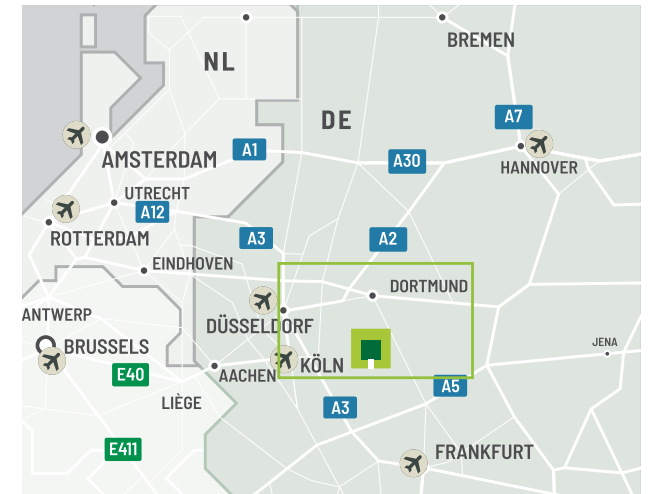 BREMEN
NL
A7
DE
A1
AMSTERDAM
A30
HANNOVER
UTRECHT
A12
ROTTERDAM
A3
A2
EINDHOVEN
DORTMUND
ANTWERP
DÜSSELDORF
BRUSSELS
JENA
KÖLN
E40
AACHEN
A5
LIÈGE
A3
E411
FRANKFURT